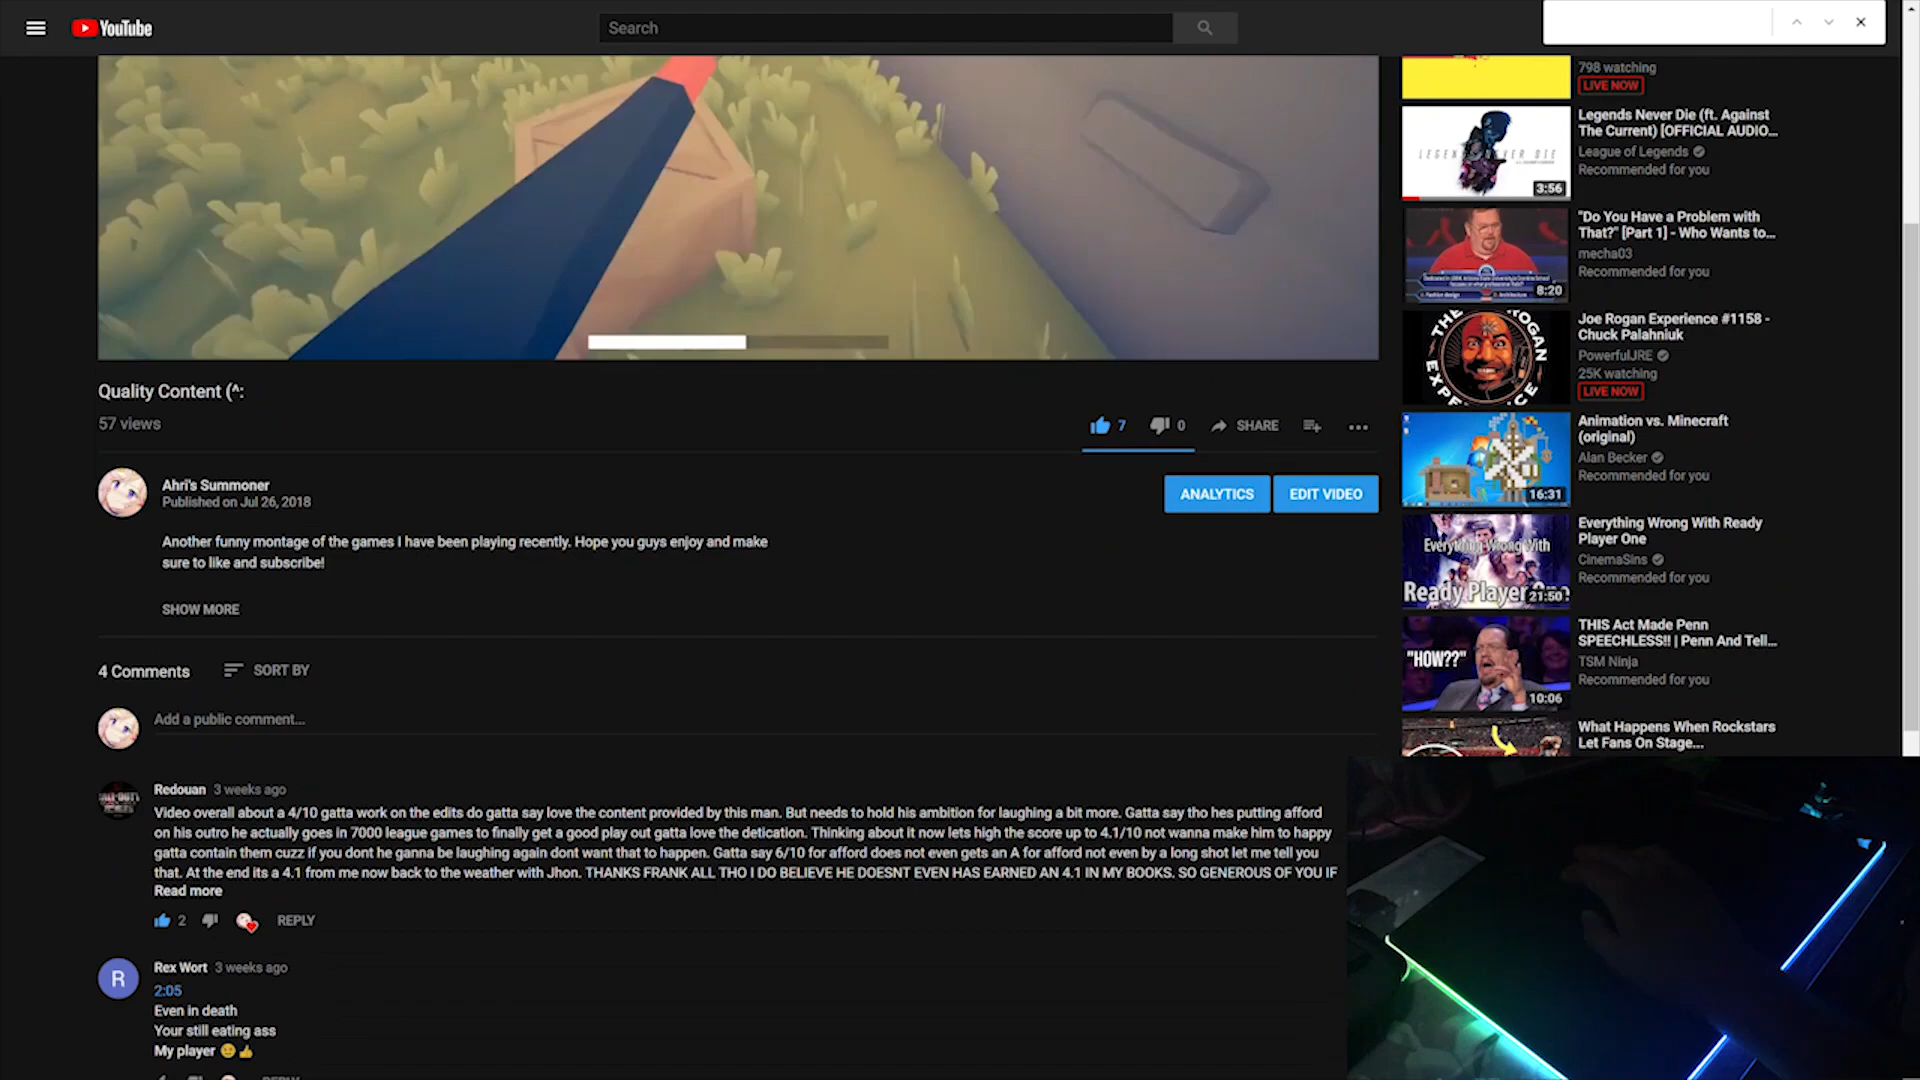 YouTube
Search
798 watching
LIVE NOW
Legends Never Die (ft. Against
The Current) [OFFICIAL AUDIO...
League of Legends
Recommended for you
3:56
"Do You Have a Problem with
That?" [Part 1] - Who Wants to...
mecha03
Recommended for you
8:20
Joe Rogan Experience #1158 -
Chuck Palahniuk
PowerfulJRE
25K watching
LIVE NOW
Animation vs. Minecraft
(original)
Alan Becker
Recommended for you
16:31
Everything Wrong With
Ready Player One
21:50
Everything Wrong With Ready
Player One
CinemaSins
Recommended for you
"HOW??"
10:06
THIS Act Made Penn
SPEECHLESS!! | Penn And Tell...
TSM Ninja
Recommended for you
What Happens When Rockstars
Let Fans On Stage...
Quality Content (^:
57 views
7
0
SHARE
Ahri's Summoner
Published on Jul 26, 2018
ANALYTICS
EDIT VIDEO
Another funny montage of the games I have been playing recently. Hope you guys enjoy and make
sure to like and subscribe!
SHOW MORE
4 Comments
SORT BY
Add a public comment...
Redouan 3 weeks ago
Video overall about a 4/10 gatta work on the edits do gatta say love the content provided by this man. But needs to hold his ambition for laughing a bit more. Gatta say tho hes putting afford
on his outro he actually goes in 7000 league games to finally get a good play out gatta love the detication. Thinking about it now lets high the score up to 4.1/10 not wanna make him to happy
gatta contain them cuzz if you dont he ganna be laughing again dont want that to happen. Gatta say 6/10 for afford does not even gets an A for afford not even by a long shot let me tell you
that. At the end its a 4.1 from me now back to the weather with Jhon. THANKS FRANK ALL THO I DO BELIEVE HE DOESNT EVEN HAS EARNED AN 4.1 IN MY BOOKS. SO GENEROUS OF YOU IF
Read more
2
REPLY
R
Rex Wort 3 weeks ago
2:05
Even in death
Your still eating ass
My player 😉👍
REPLY